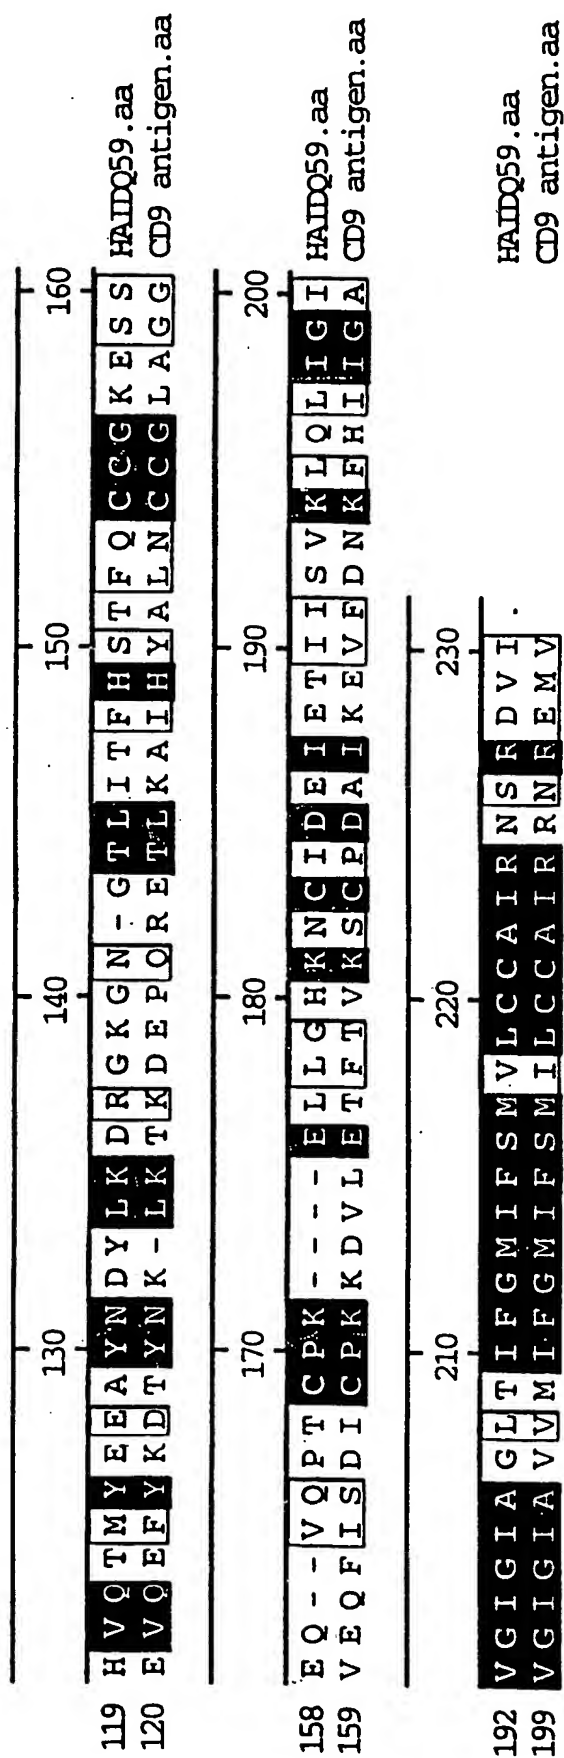 130 140 150 160
119 H V Q T M Y E E A Y N D Y L K D R G K G N - G T L I T F H S T F Q C C G K E S S HAIDQ59.aa
120 E V Q E F Y K D T Y N K - L K T K D E P Q R E T L K A I H Y A L N C C G L A G G CD9 antigen.aa
170 180 190 200
158 E Q - - V Q P T C P K - - - - E L L G H K N C I D E I E T I I S V K L Q L I G I HAIDQ59.aa
159 V E Q F I S D I C P K K D V L E T F T V K S C P D A I K E V F D N K F H I I G A CD9 antigen.aa
210 220 230
192 V G I G I A G L T I F G M I F S M V L C C A I R N S R D V I . HAIDQ59.aa
199 V G I G I A V V M I F G M I F S M I L C C A I R R N R E M V CD9 antigen.aa